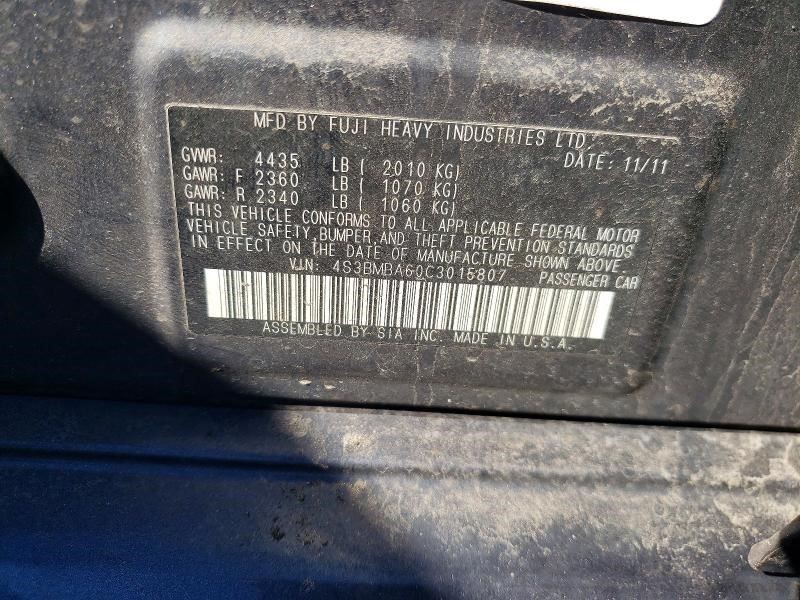 MFD BY FUJI HEAVY INDUSTRIES LTD.
DATE: 11/11
GVWR: 4435 LB ( 2010 KG)
GAWR: F 2360 LB ( 1070 KG)
GAWR: R 2340 LB ( 1060 KG)
THIS VEHICLE CONFORMS TO ALL APPLICABLE FEDERAL MOTOR
VEHICLE SAFETY, BUMPER, AND THEFT PREVENTION STANDARDS
IN EFFECT ON THE DATE OF MANUFACTURE SHOWN ABOVE.
VIN: 4S3BMBA60C3015807 PASSENGER CAR
ASSEMBLED BY SIA INC. MADE IN U.S.A.